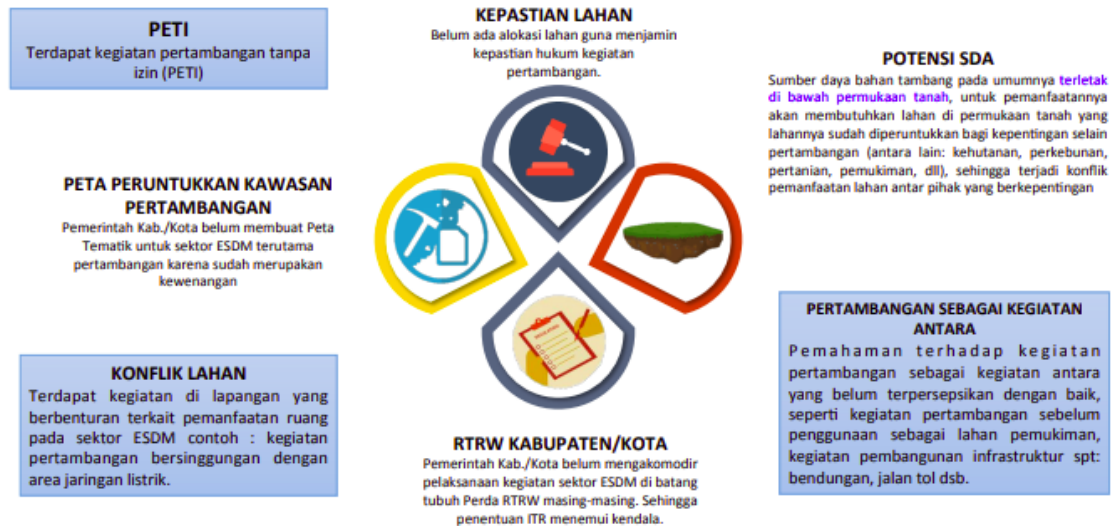 PETI
Terdapat kegiatan pertambangan tanpa
izin (PETI)
KEPASTIAN LAHAN
Belum ada alokasi lahan guna menjamin
kepastian hukum kegiatan
pertambangan.
POTENSI SDA
Sumber daya bahan tambang pada umumnya terletak
di bawah permukaan tanah, untuk pemanfaatannya
akan membutuhkan lahan di permukaan tanah yang
lahannya sudah diperuntukkan bagi kepentingan selain
pertambangan (antara lain: kehutanan, perkebunan,
pertanian, pemukiman, dll), sehingga terjadi konflik
pemanfaatan lahan antar pihak yang berkepentingan
PETA PERUNTUKKAN KAWASAN
PERTAMBANGAN
Pemerintah Kab./Kota belum membuat Peta
Tematik untuk sektor ESDM terutama
pertambangan karena sudah merupakan
kewenangan
KONFLIK LAHAN
Terdapat kegiatan di lapangan yang
berbenturan terkait pemanfaatan ruang
pada sektor ESDM contoh : kegiatan
pertambangan bersinggungan dengan
area jaringan listrik.
RTRW KABUPATEN/KOTA
Pemerintah Kab./Kota belum mengakomodir
pelaksanaan kegiatan sektor ESDM di batang
tubuh Perda RTRW masing-masing. Sehingga
penentuan ITR menemui kendala.
PERTAMBANGAN SEBAGAI KEGIATAN
ANTARA
Pemahaman terhadap kegiatan
pertambangan sebagai kegiatan antara
yang belum terpersepsikan dengan baik,
seperti kegiatan pertambangan sebelum
penggunaan sebagai lahan pemukiman,
kegiatan pembangunan infrastruktur spt:
bendungan, jalan tol dsb.